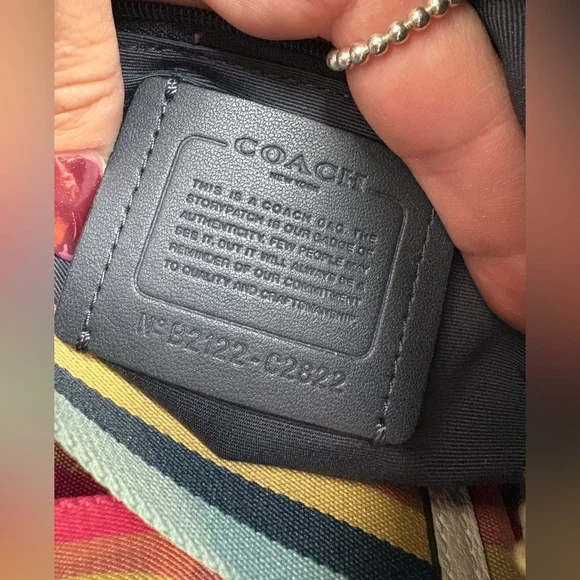 COACH
NEW YORK
THIS IS A COACH BAG. THE
STORYPATCH IS OUR BADGE OF
AUTHENTICITY. FEW PEOPLE MAY
SEE IT, BUT IT WILL ALWAYS BE A
REMINDER OF OUR COMMITMENT
TO QUALITY AND CRAFTSMANSHIP.
Nº B2122-C2822